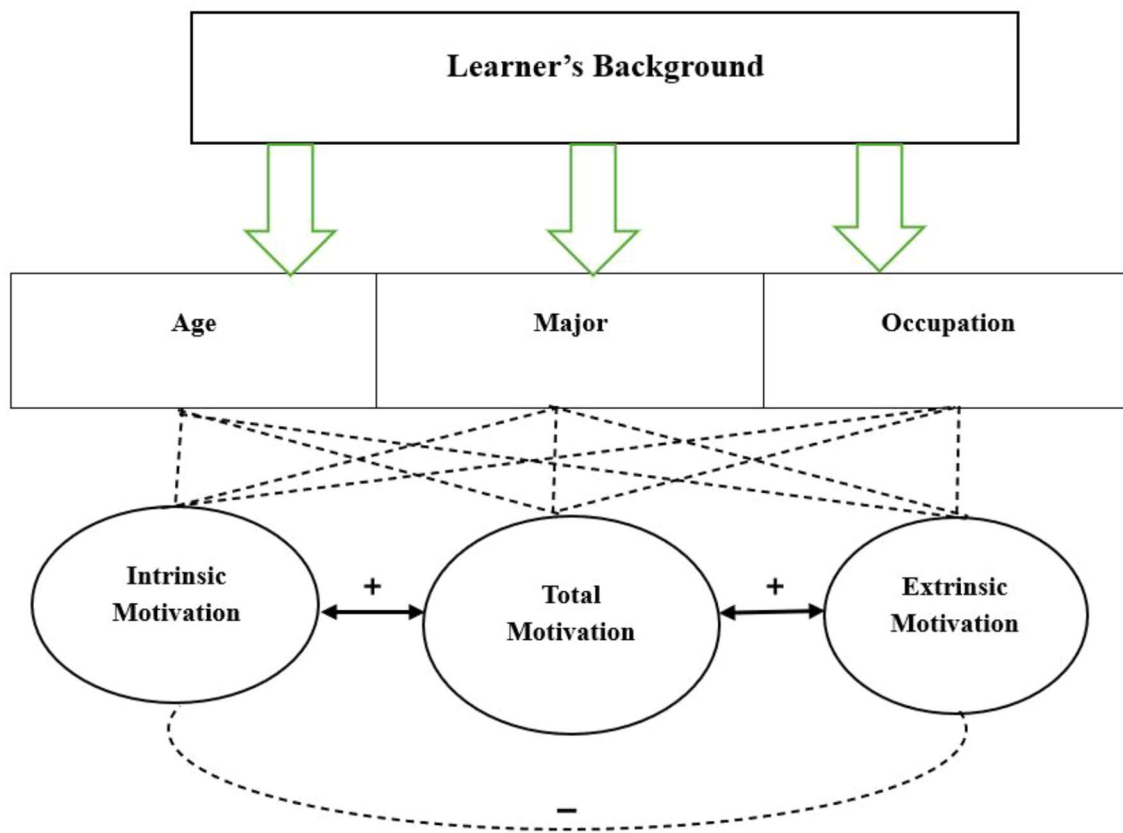 Learner’s Background
Age
Major
Occupation
Intrinsic
Motivation
+
Total
Motivation
+
Extrinsic
Motivation
–